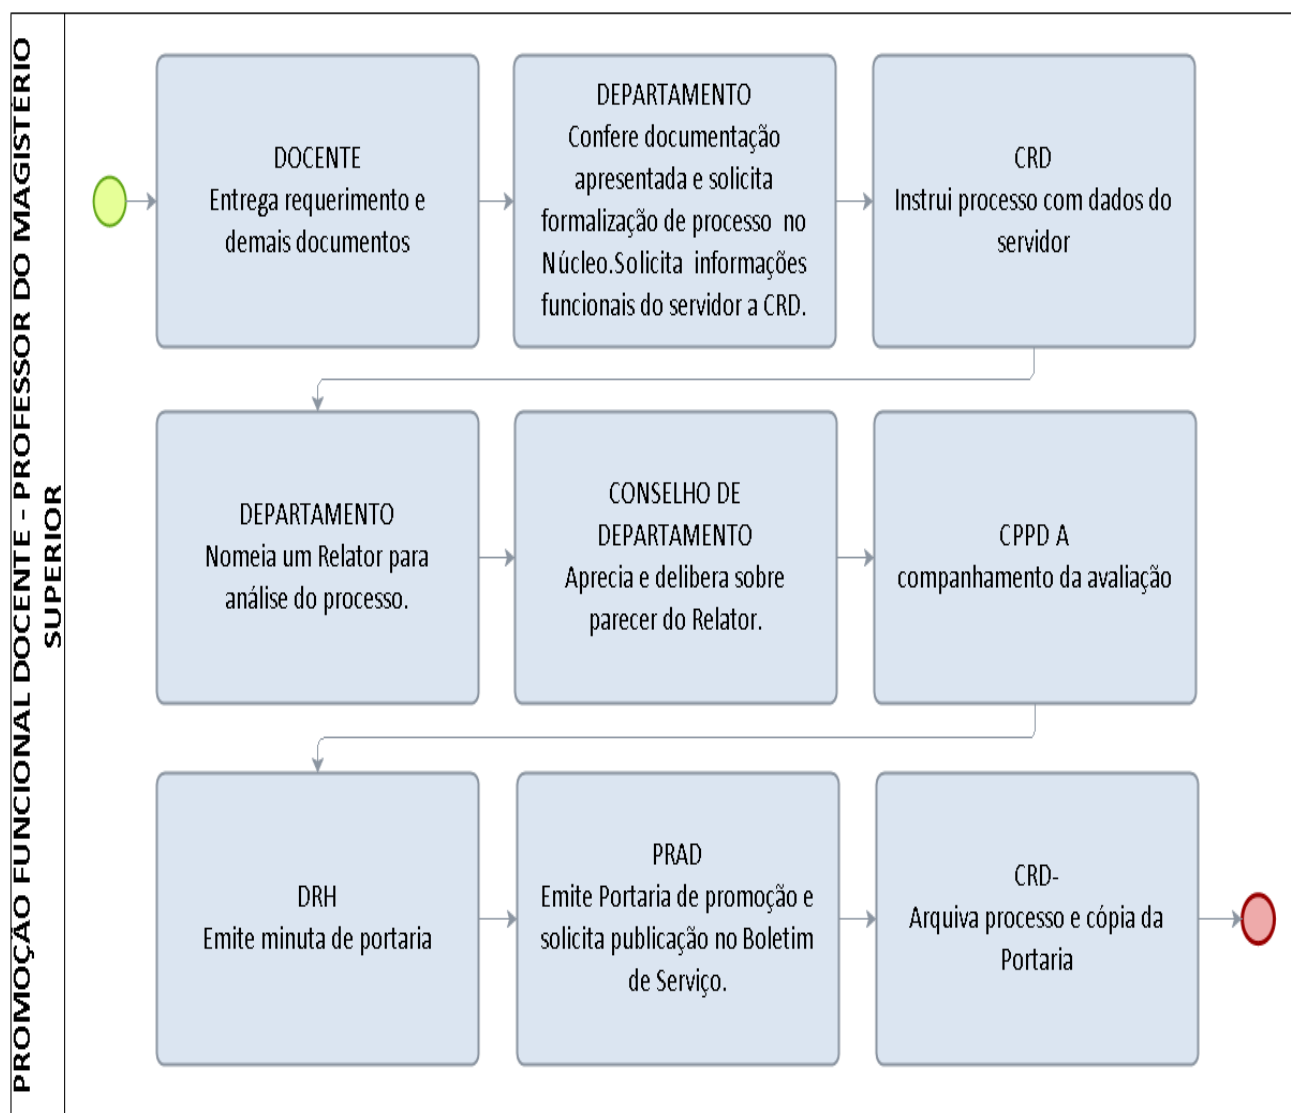 PROMOÇÃO FUNCIONAL DOCENTE - PROFESSOR DO MAGISTÉRIO
SUPERIOR
DOCENTE
Entrega requerimento e
demais documentos
DEPARTAMENTO
Confere documentação
apresentada e solicita
formalização de processo no
Núcleo.Solicita informações
funcionais do servidor a CRD.
CRD
Instrui processo com dados do
servidor
DEPARTAMENTO
Nomeia um Relator para
análise do processo.
CONSELHO DE
DEPARTAMENTO
Aprecia e delibera sobre
parecer do Relator.
CPPD A
companhamento da avaliação
DRH
Emite minuta de portaria
PRAD
Emite Portaria de promoção e
solicita publicação no Boletim
de Serviço.
CRD-
Arquiva processo e cópia da
Portaria